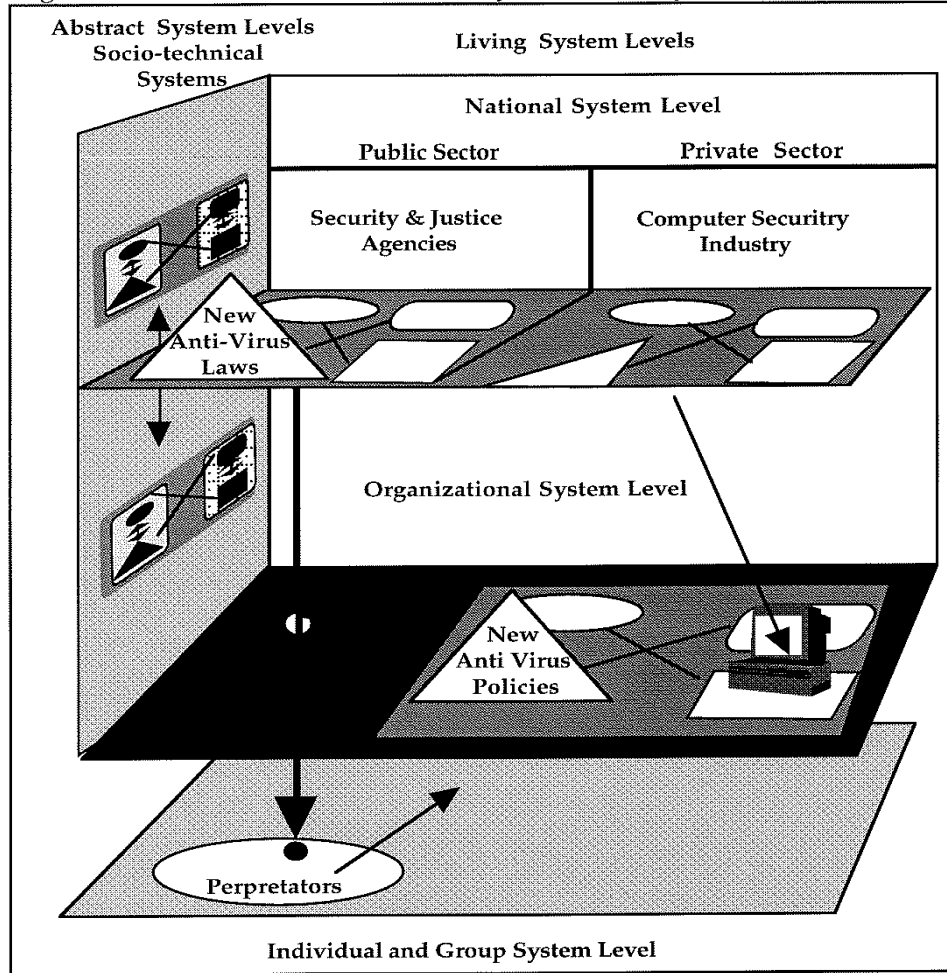 Abstract System Levels
Socio-technical
Systems
Living System Levels
National System Level
Public Sector
Private Sector
Security & Justice
Agencies
Computer Securitry
Industry
New
Anti-Virus
Laws
Organizational System Level
New
Anti Virus
Policies
Perpretators
Individual and Group System Level